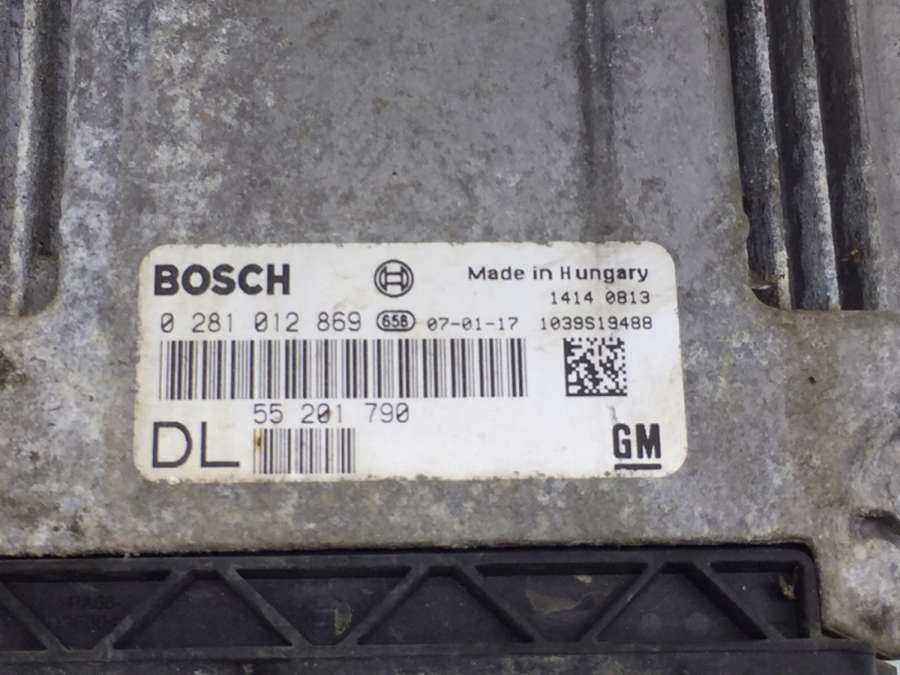 BOSCH
Made in Hungary
1414 0813
0 281 012 869 658 07-01-17 1039S19488
55 201 790
DL
GM